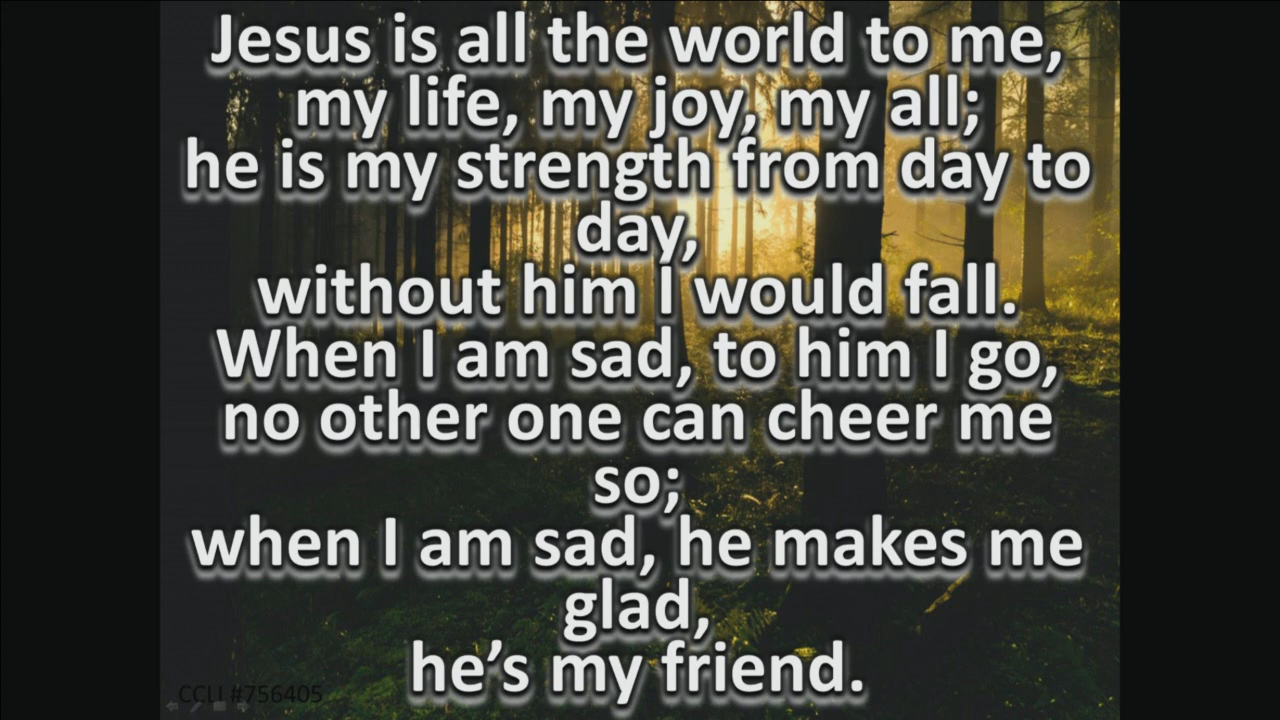 Jesus is all the world to me,
my life, my joy, my all;
he is my strength from day to
day,
without him I would fall.
When I am sad, to him I go,
no other one can cheer me
so;
when I am sad, he makes me
glad,
he’s my friend.
CCLI #756405